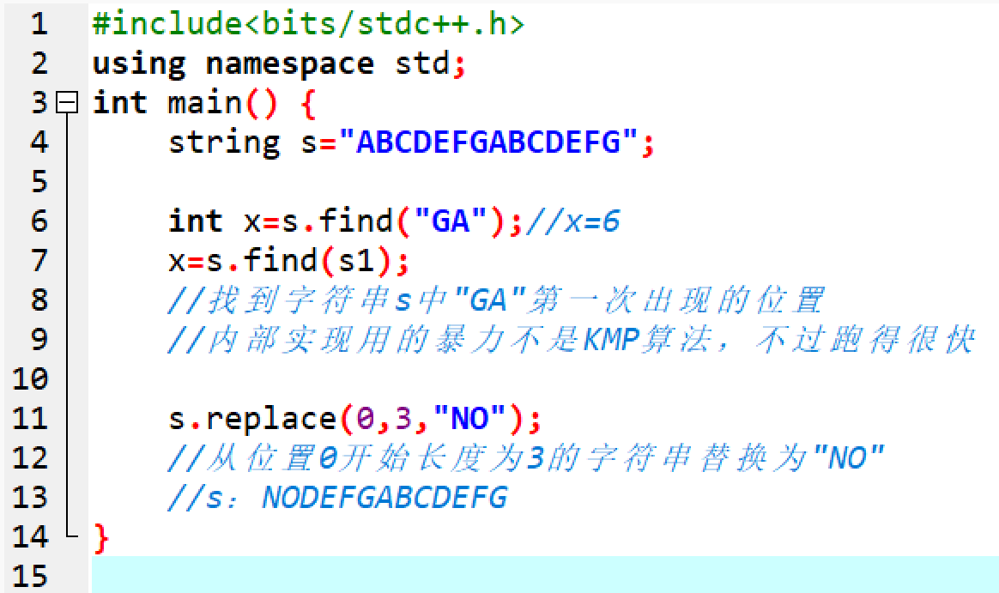 1 #include<bits/stdc++.h>
2 using namespace std;
3 int main() {
4 string s="ABCDEFGABCDEFG";
5
6 int x=s.find("GA");//x=6
7 x=s.find(s1);
8 //找到字符串s中"GA"第一次出现的位置
9 //内部实现用的暴力不是KMP算法，不过跑得很快
10
11 s.replace(0,3,"NO");
12 //从位置0开始长度为3的字符串替换为"NO"
13 //s：NODEFGABCDEFG
14 }
15